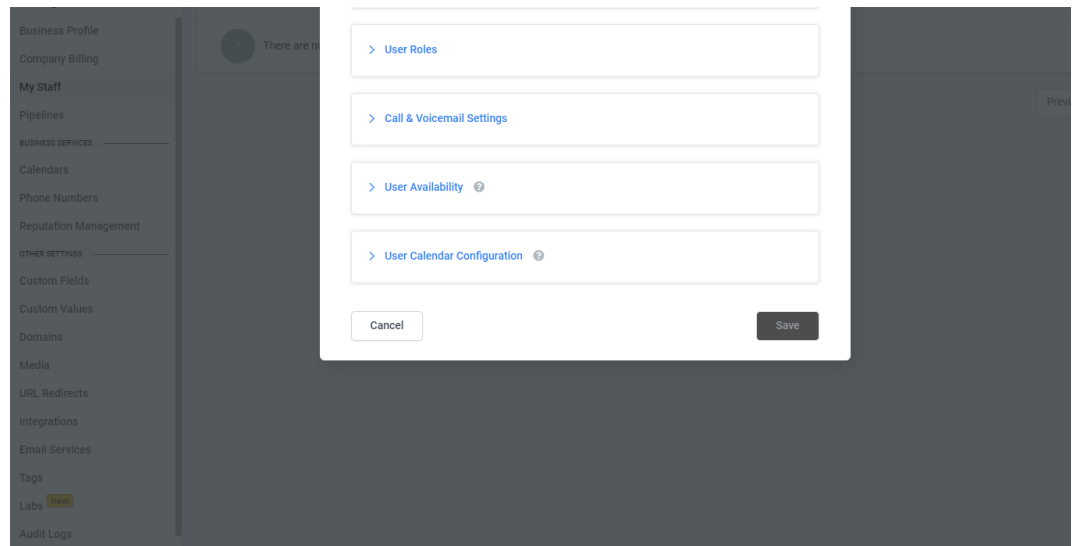 Business Profile
Company Billing
My Staff
Pipelines
BUSINESS SERVICES
Calendars
Phone Numbers
Reputation Management
OTHER SETTINGS
Custom Fields
Custom Values
Domains
Media
URL Redirects
Integrations
Email Services
Tags
Labs new
Audit Logs
There are
User Roles
Call & Voicemail Settings
User Availability ?
User Calendar Configuration ?
Cancel
Save